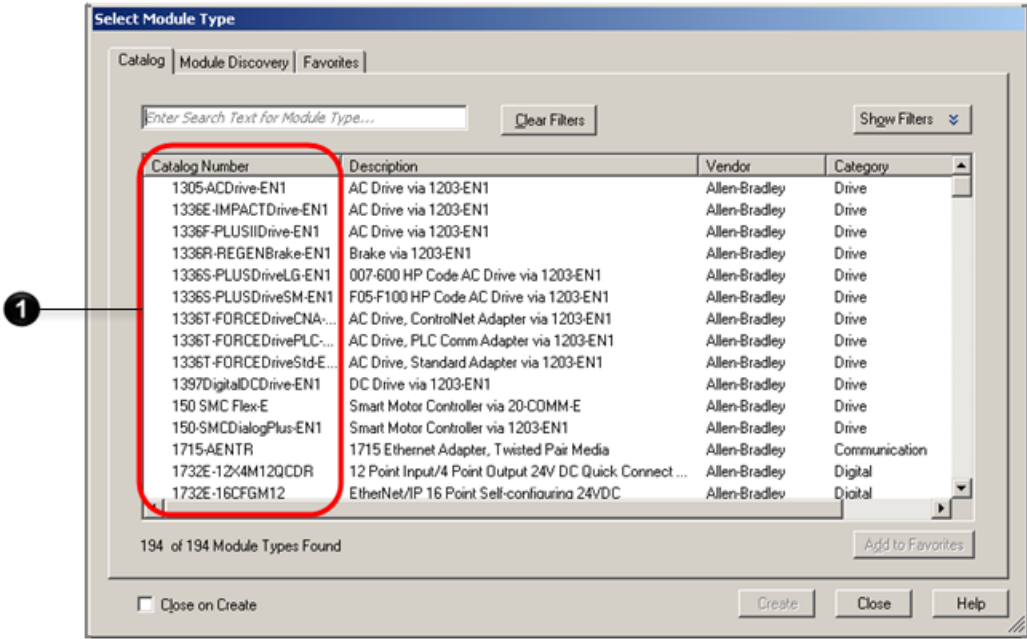 Select Module Type
Catalog Module Discovery Favorites
Enter Search Text for Module Type... Clear Filters Show Filters
Catalog Number Description Vendor Category
1305-ACDrive-EN1 AC Drive via 1203-EN1 Allen-Bradley Drive
1336E-IMPACTDrive-EN1 AC Drive via 1203-EN1 Allen-Bradley Drive
1336F-PLUSIIDrive-EN1 AC Drive via 1203-EN1 Allen-Bradley Drive
1336R-REGENBrake-EN1 Brake via 1203-EN1 Allen-Bradley Drive
1336S-PLUSDriveLG-EN1 007-600 HP Code AC Drive via 1203-EN1 Allen-Bradley Drive
1336S-PLUSDriveSM-EN1 F05-F100 HP Code AC Drive via 1203-EN1 Allen-Bradley Drive
1336T-FORCEDriveCNA-... AC Drive, ControlNet Adapter via 1203-EN1 Allen-Bradley Drive
1336T-FORCEDrivePLC-... AC Drive, PLC Comm Adapter via 1203-EN1 Allen-Bradley Drive
1336T-FORCEDriveStd-E... AC Drive, Standard Adapter via 1203-EN1 Allen-Bradley Drive
1397DigitalDCDrive-EN1 DC Drive via 1203-EN1 Allen-Bradley Drive
1
150 SMC Flex-E Smart Motor Controller via 20-COMM-E Allen-Bradley Drive
150-SMCDialogPlus-EN1 Smart Motor Controller via 1203-EN1 Allen-Bradley Drive
1715-AENTR 1715 Ethernet Adapter, Twisted Pair Media Allen-Bradley Communication
1732E-12X4M12QCDR 12 Point Input/4 Point Output 24V DC Quick Connect ... Allen-Bradley Digital
1732E-16CFGM12 EtherNet/IP 16 Point Self-configuring 24VDC Allen-Bradley Digital
194 of 194 Module Types Found Add to Favorites
Close on Create Create Close Help